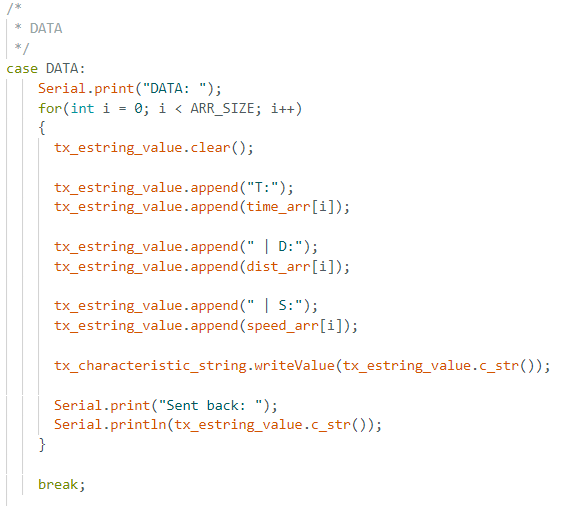 /*
 * DATA
 */
case DATA:
    Serial.print("DATA: ");
    for(int i = 0; i < ARR_SIZE; i++)
    {
      tx_estring_value.clear();

      tx_estring_value.append("T:");
      tx_estring_value.append(time_arr[i]);

      tx_estring_value.append(" | D:");
      tx_estring_value.append(dist_arr[i]);

      tx_estring_value.append(" | S:");
      tx_estring_value.append(speed_arr[i]);

      tx_characteristic_string.writeValue(tx_estring_value.c_str());

      Serial.print("Sent back: ");
      Serial.println(tx_estring_value.c_str());
    }

    break;